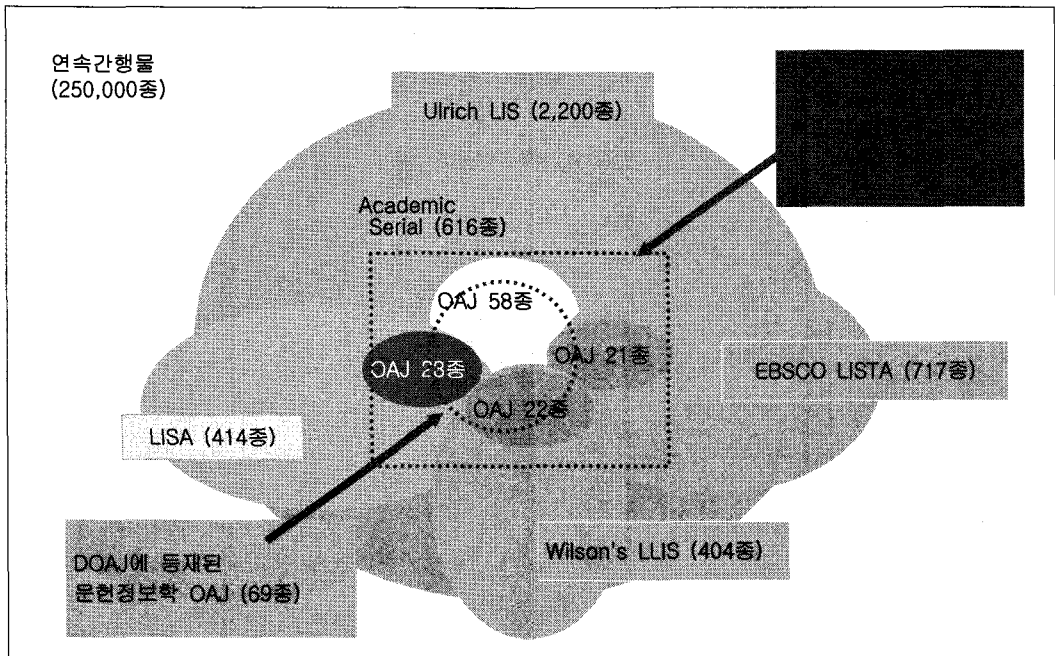 연속간행물
(250,000종)
Ulrich LIS (2,200종)
Academic
Serial (616종)
OAJ 58종
OAJ 23종
OAJ 21종
OAJ 22종
EBSCO LISTA (717종)
LISA (414종)
Wilson's LLIS (404종)
DOAJ에 등재된
문헌정보학 OAJ (69종)